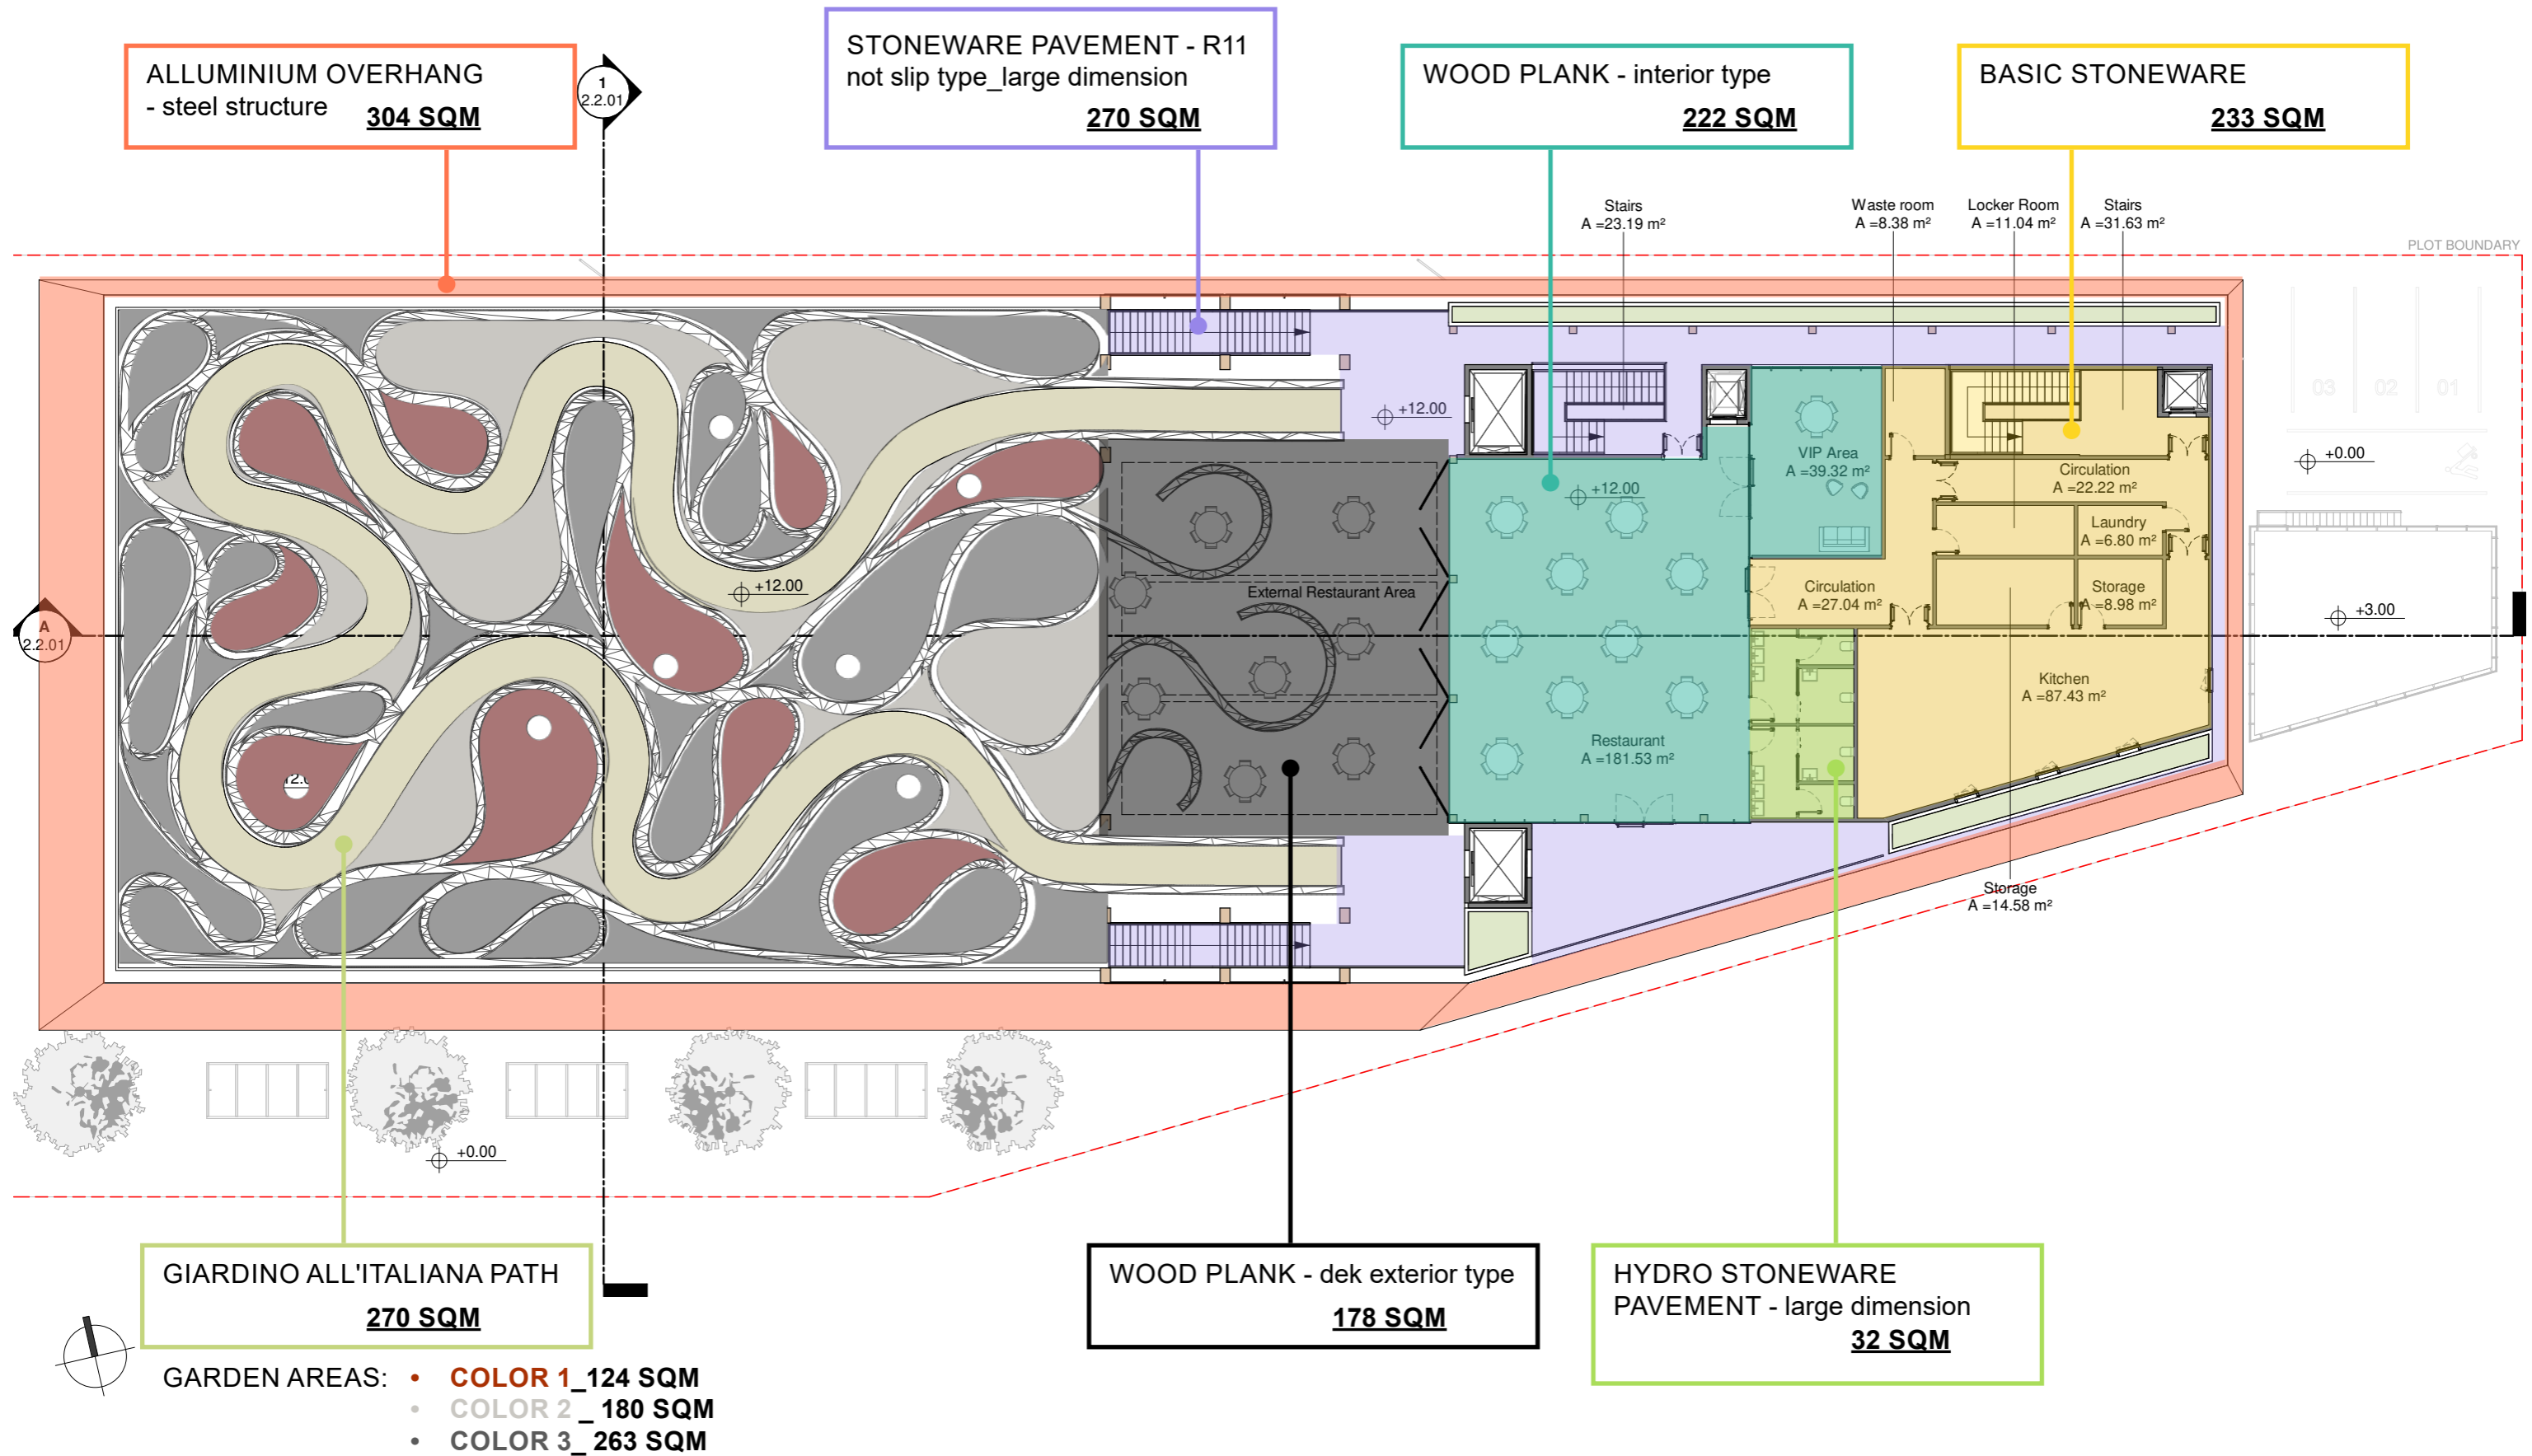 ALLUMINIUM OVERHANG
- steel structure
304 SQM
1
2.2.01
STONEWARE PAVEMENT - R11
not slip type_large dimension
270 SQM
WOOD PLANK - interior type
222 SQM
BASIC STONEWARE
233 SQM
Stairs
A =23.19 m²
Waste room
A =8.38 m²
Locker Room
A =11.04 m²
Stairs
A =31.63 m²
PLOT BOUNDARY
03
02
01
+12.00
+0.00
VIP Area
A =39.32 m²
Circulation
A =22.22 m²
+12.00
Laundry
A =6.80 m²
+12.00
External Restaurant Area
Circulation
A =27.04 m²
Storage
A =8.98 m²
+3.00
A
2.2.01
Kitchen
A =87.43 m²
Restaurant
A =181.53 m²
Storage
A =14.58 m²
+0.00
GIARDINO ALL'ITALIANA PATH
270 SQM
WOOD PLANK - dek exterior type
178 SQM
HYDRO STONEWARE
PAVEMENT - large dimension
32 SQM
GARDEN AREAS:
• COLOR 1_124 SQM
• COLOR 2 _ 180 SQM
• COLOR 3_ 263 SQM